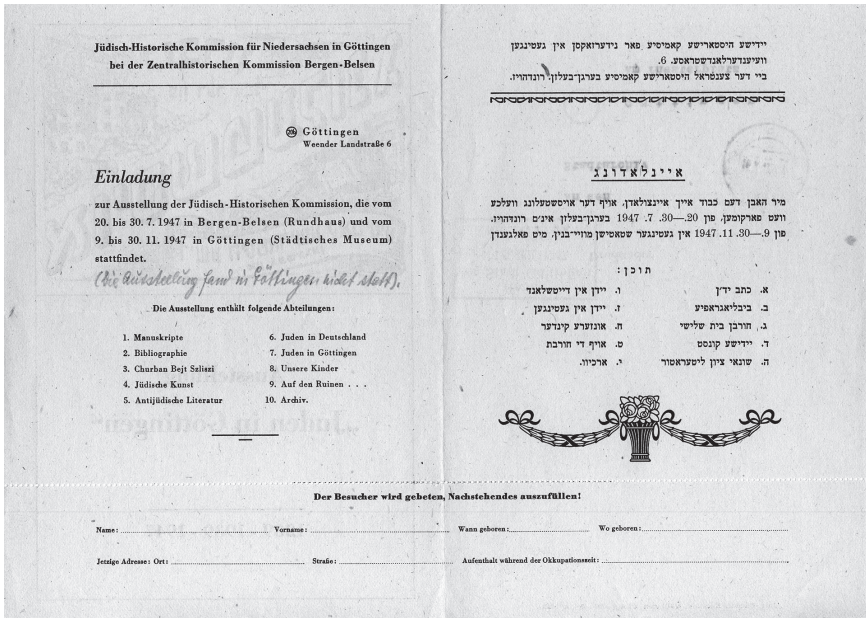 Jüdisch-Historische Kommission für Niedersachsen in Göttingen
bei der Zentralhistorischen Kommission Bergen-Belsen
20a Göttingen
Weender Landstraße 6
Einladung
zur Ausstellung der Jüdisch-Historischen Kommission, die vom
20. bis 30. 7. 1947 in Bergen-Belsen (Rundhaus) und vom
9. bis 30. 11. 1947 in Göttingen (Städtisches Museum)
stattfindet.
(Die Ausstellung fand in Göttingen nicht statt).
Die Ausstellung enthält folgende Abteilungen:
1. Manuskripte
2. Bibliographie
3. Churban Bejt Szliszi
4. Jüdische Kunst
5. Antijüdische Literatur
6. Juden in Deutschland
7. Juden in Göttingen
8. Unsere Kinder
9. Auf den Ruinen . . .
10. Archiv.
יידישע היסטארישע קאמיסיע פאר נידערזאקסן אין געטינגען
וועענדערלאנדשטראסע. 6.
ביי דער צענטראל היסטארישע קאמיסיע בערגן־בעלזן, רונדהויז.
איינלאדונג
מיר האבן דעם כבוד אייך איינצולאדן, אויף דער אויסשטעלונג וועלכע
וועט פארקומען, פון 20.—30. 7. 1947 בערגן־בעלזן אינ׳ם רונדהויז,
פון 9.—30. 11. 1947 אין געטינגער שטאטישן מוזיי־בנין, מיט פאלגענדן
תוכן:
א. כתב יד׳ן
ב. ביבליאגראפיע
ג. חורבן בית שלישי
ד. יידישע קונסט
ה. שונאי ציון ליטעראטור
ו. יידן אין דייטשלאנד
ז. יידן אין געטינגען
ח. אונזערע קינדער
ט. אויף די חורבת
י. ארכיוו.
Der Besucher wird gebeten, Nachstehendes auszufüllen!
Name: Vorname: Wann geboren: Wo geboren:
Jetzige Adresse: Ort: Straße: Aufenthalt während der Okkupationszeit: